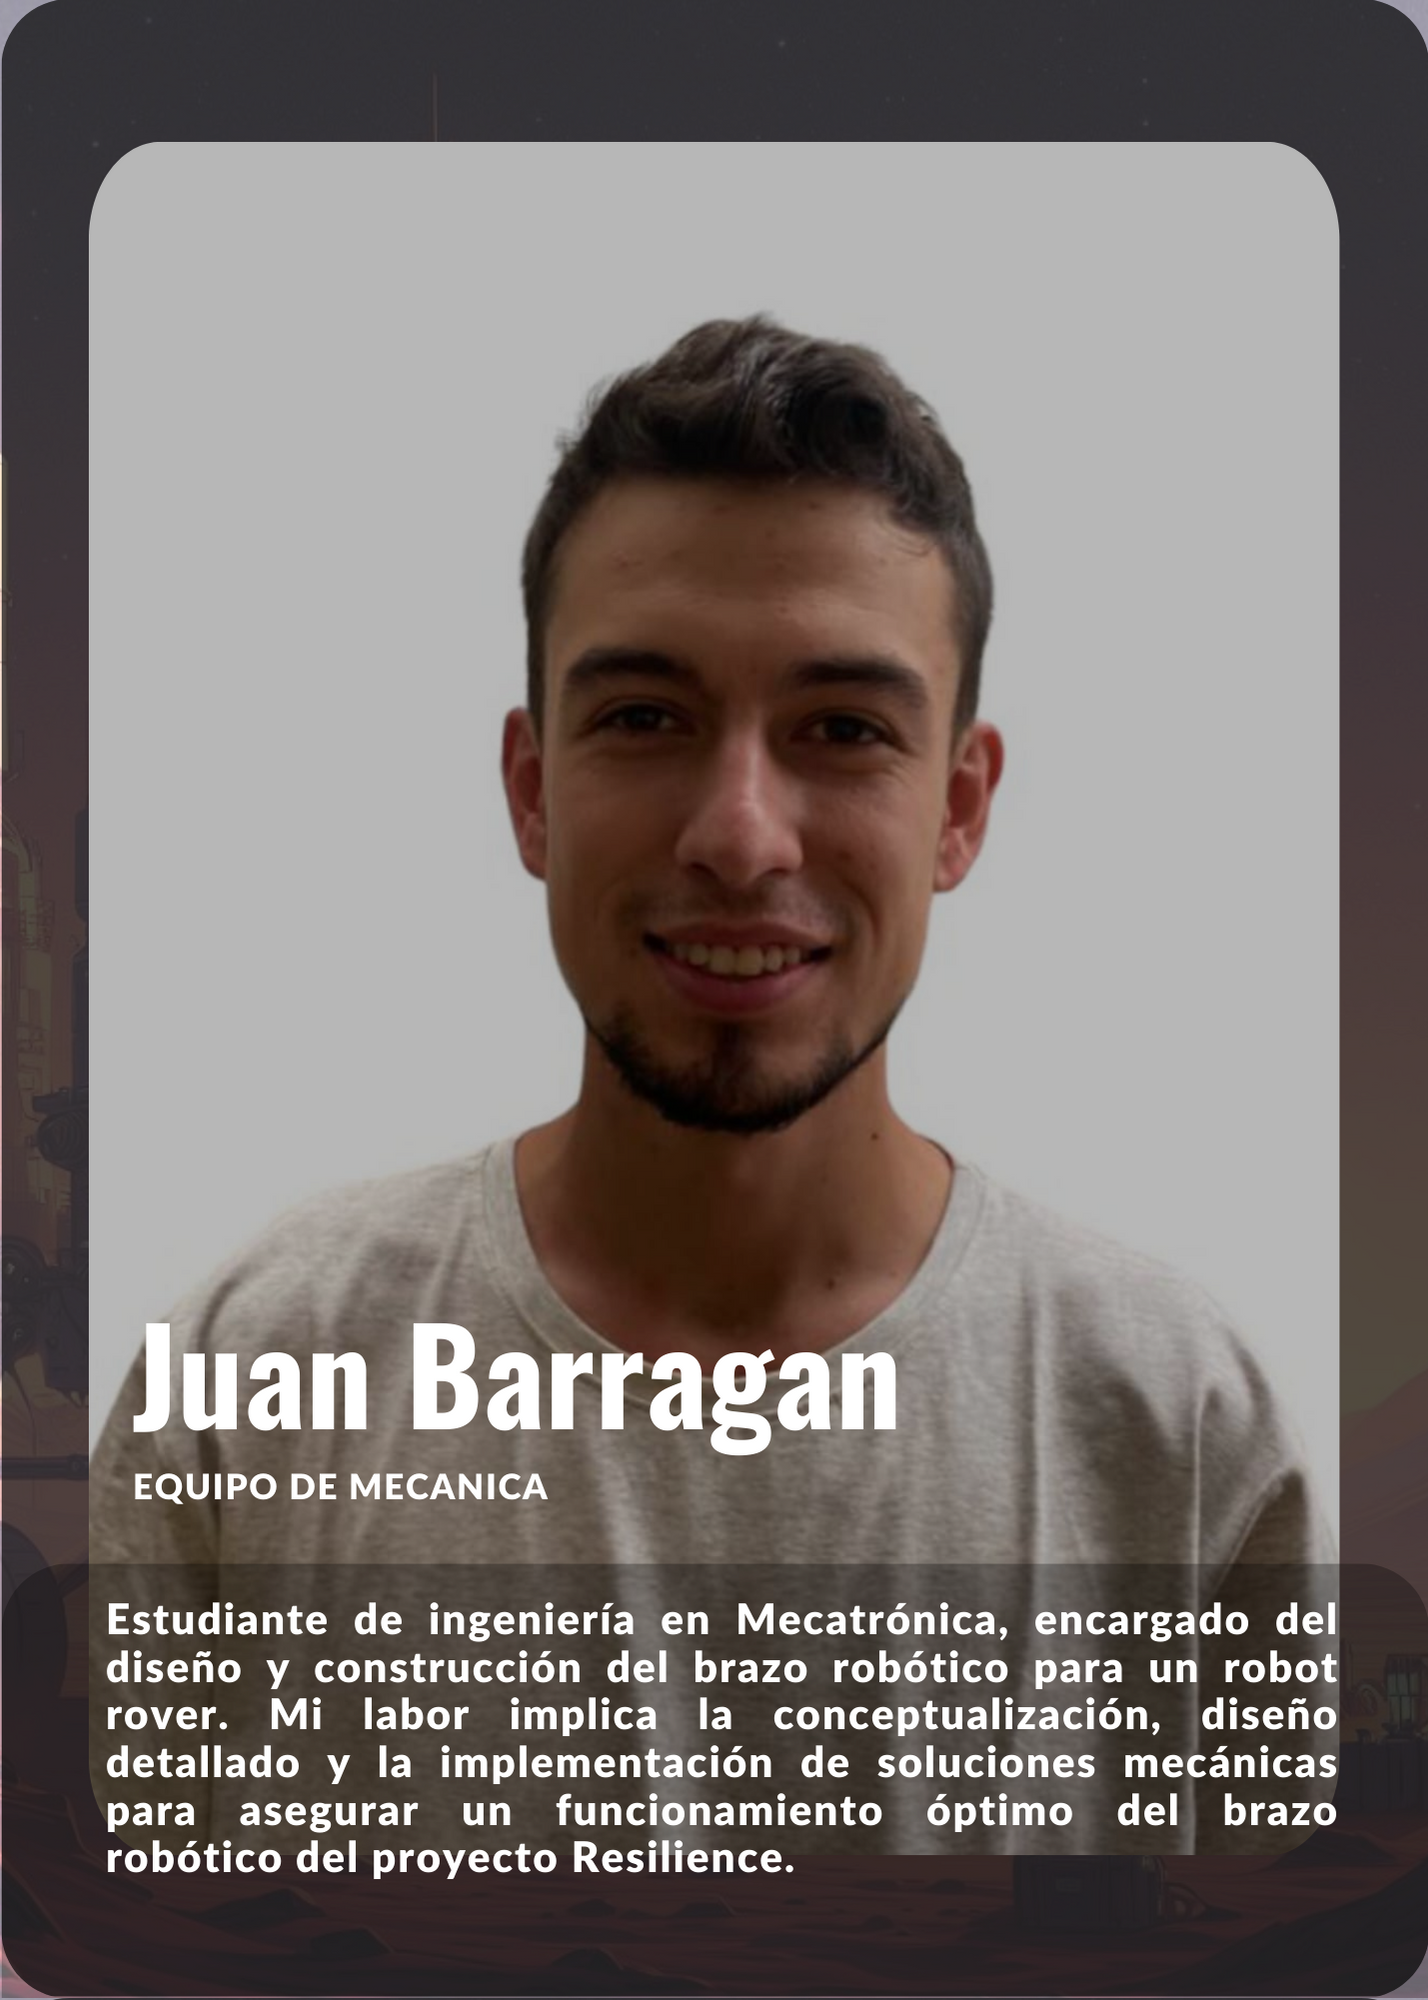 Juan Barragan
EQUIPO DE MECANICA
Estudiante de ingeniería en Mecatrónica, encargado del
diseño y construcción del brazo robótico para un robot
rover. Mi labor implica la conceptualización, diseño
detallado y la implementación de soluciones mecánicas
para asegurar un funcionamiento óptimo del brazo
robótico del proyecto Resilience.